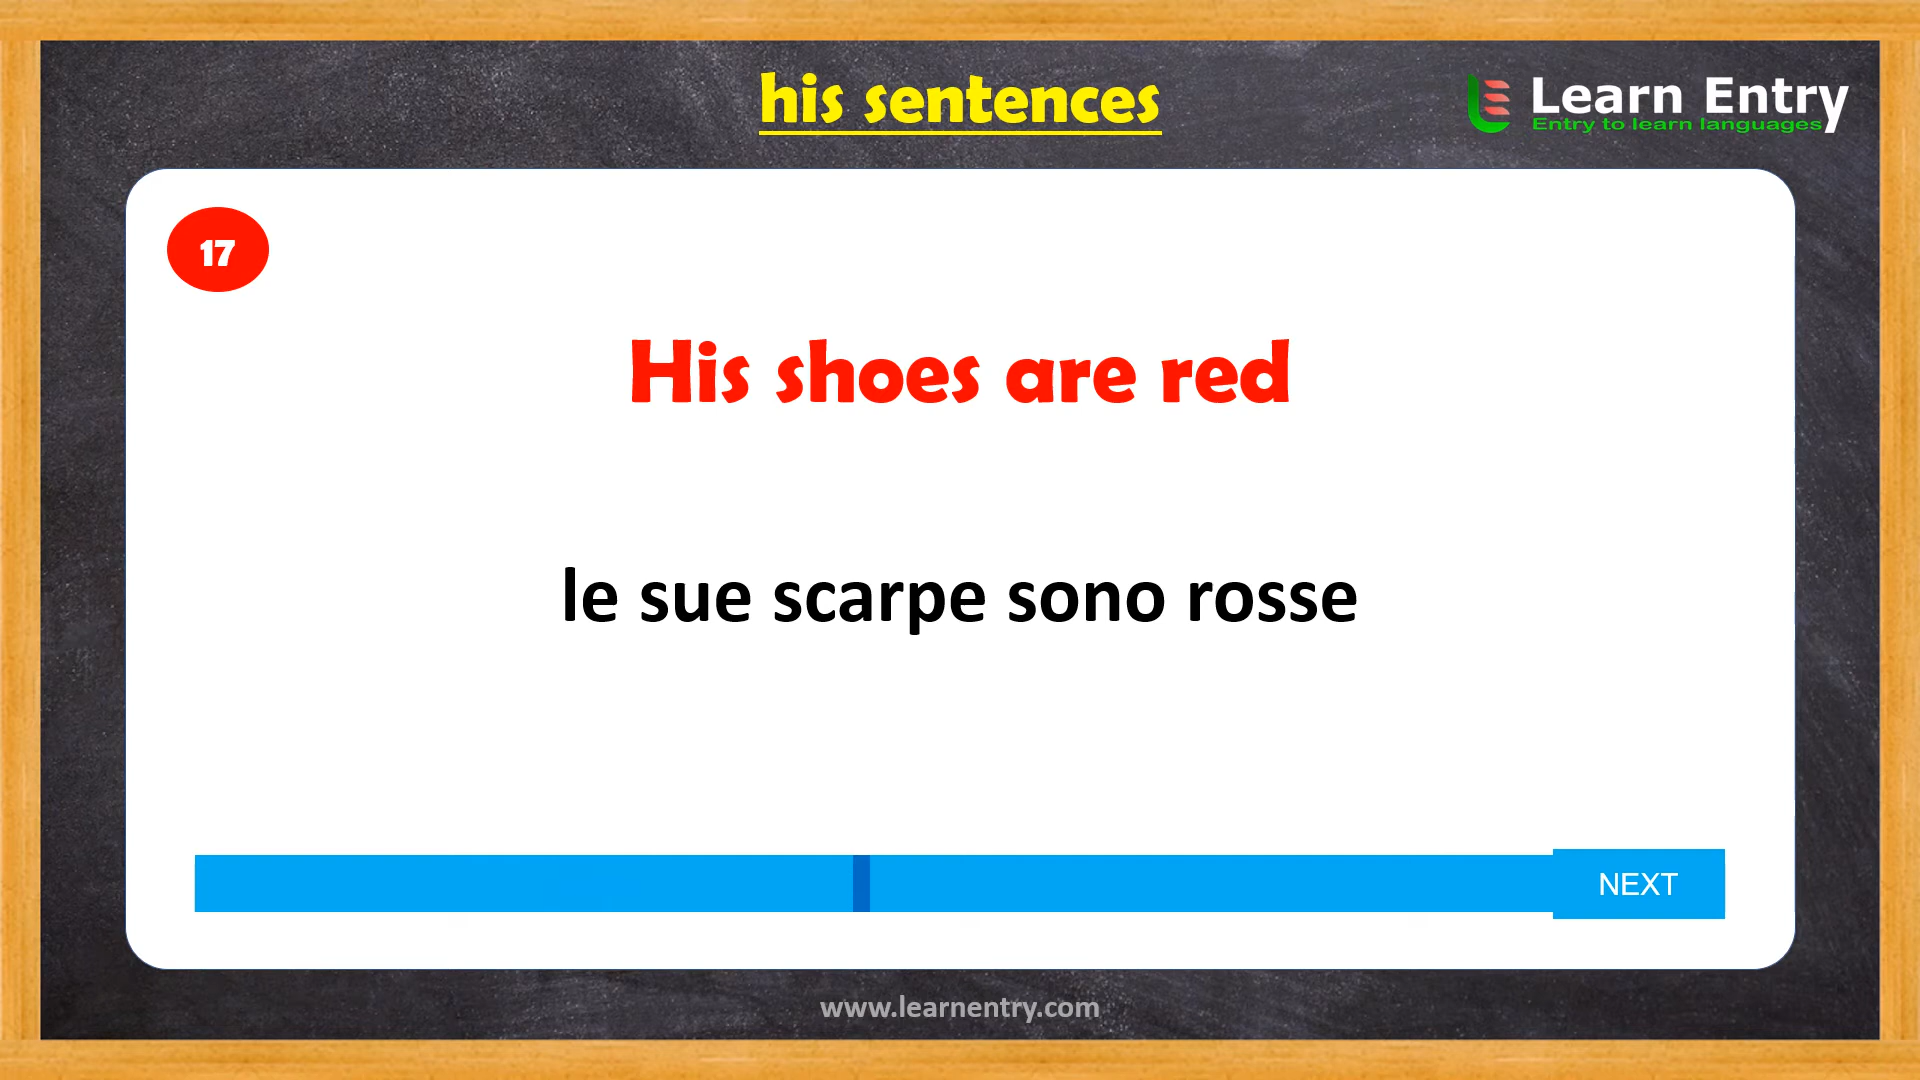 his sentences
Learn Entry
Entry to learn languages
17
His shoes are red
le sue scarpe sono rosse
NEXT
www.learnentry.com